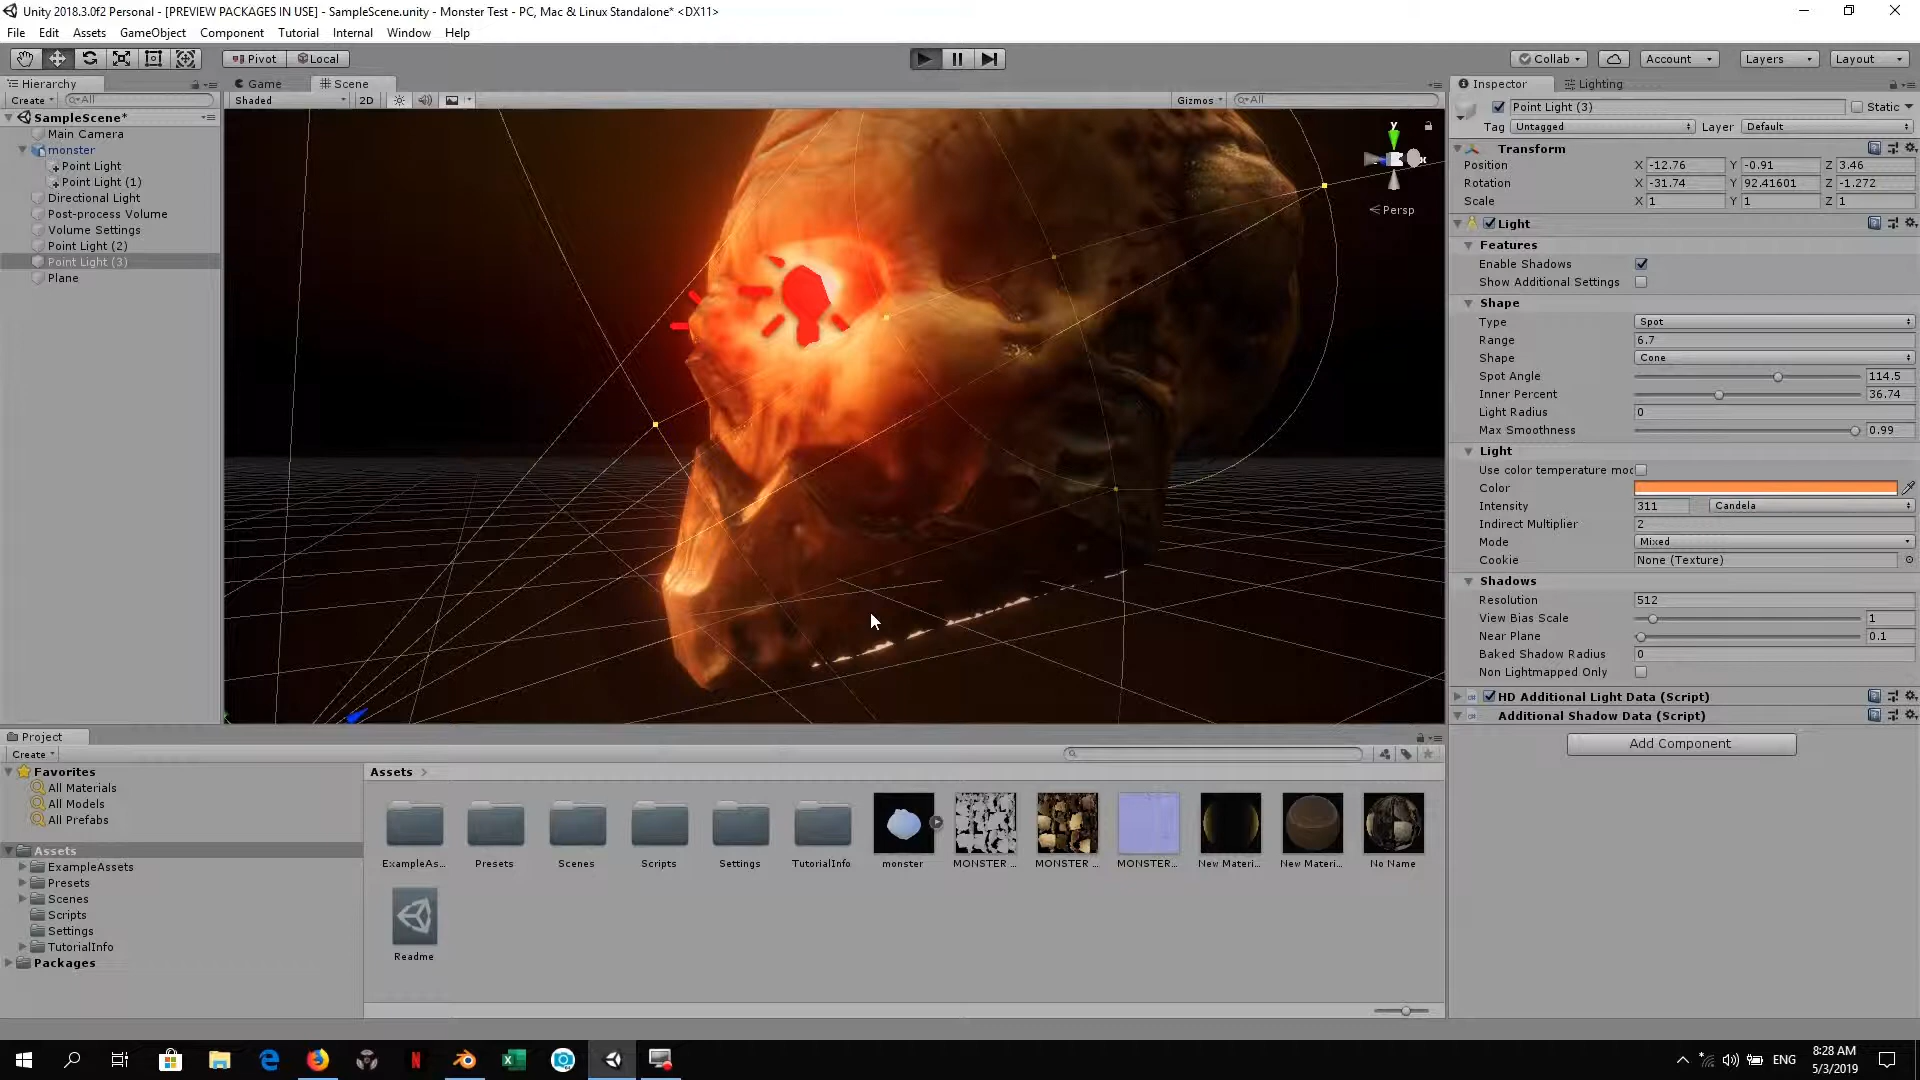 Unity 2018.3.0f2 Personal - [PREVIEW PACKAGES IN USE] - SampleScene.unity - Monster Test - PC, Mac & Linux Standalone* <DX11>
File Edit Assets GameObject Component Tutorial Internal Window Help
Pivot Local Collab Account Layers Layout
Hierarchy
Create All
SampleScene*
Main Camera
monster
Point Light
Point Light (1)
Directional Light
Post-process Volume
Volume Settings
Point Light (2)
Point Light (3)
Plane
Game Scene
Shaded 2D Gizmos All
y
x
Persp
Inspector Lighting
Point Light (3) Static
Tag Untagged Layer Default
Transform
Position X -12.76 Y -0.91 Z 3.46
Rotation X -31.74 Y 92.41601 Z -1.272
Scale X 1 Y 1 Z 1
Light
Features
Enable Shadows
Show Additional Settings
Shape
Type Spot
Range 6.7
Shape Cone
Spot Angle 114.5
Inner Percent 36.74
Light Radius 0
Max Smoothness 0.99
Light
Use color temperature mod
Color
Intensity 311 Candela
Indirect Multiplier 2
Mode Mixed
Cookie None (Texture)
Shadows
Resolution 512
View Bias Scale 1
Near Plane 0.1
Baked Shadow Radius 0
Non Lightmapped Only
HD Additional Light Data (Script)
Additional Shadow Data (Script)
Add Component
Project
Create
Favorites
All Materials
All Models
All Prefabs
Assets
ExampleAssets
Presets
Scenes
Scripts
Settings
TutorialInfo
Packages
Assets
ExampleAs... Presets Scenes Scripts Settings TutorialInfo monster MONSTER ... MONSTER ... MONSTER... New Materi... New Materi... No Name
Readme
ENG
8:28 AM
5/3/2019